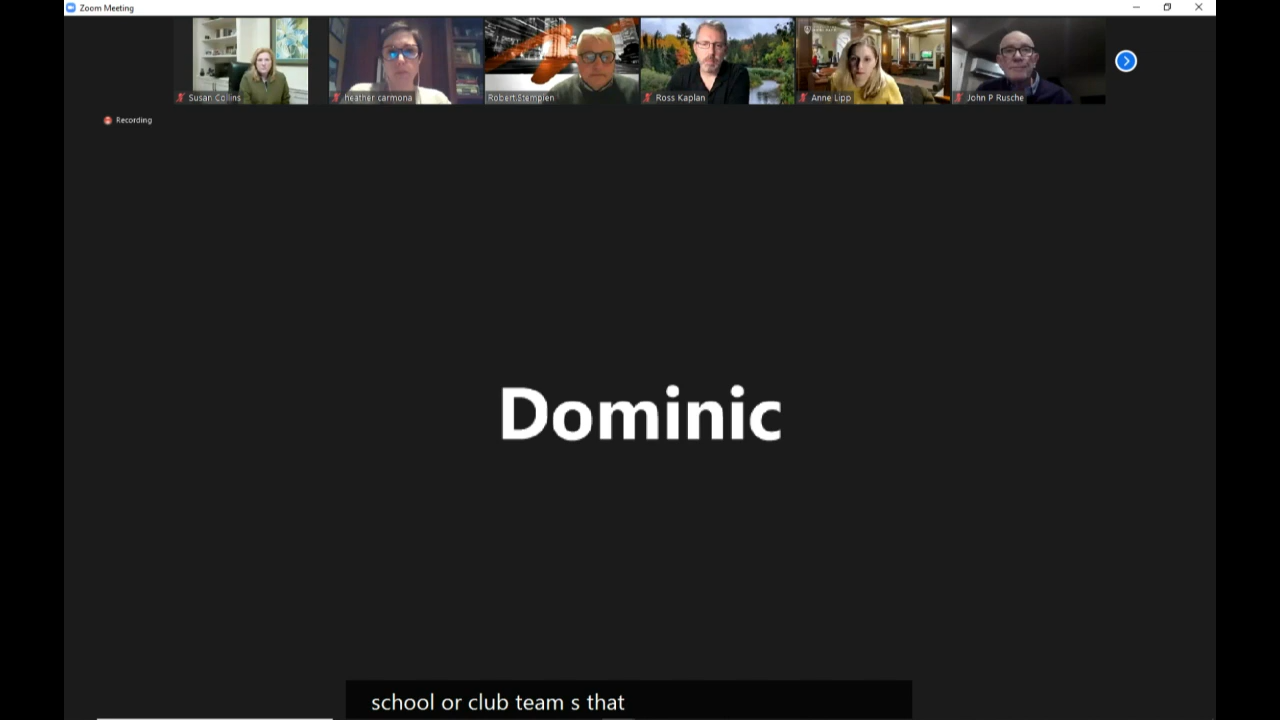 Zoom Meeting
Susan Collins
heather carmona
Robert Stempien
Ross Kaplan
Anne Lipp
John P Rusche
Recording
Dominic
school or club team s that